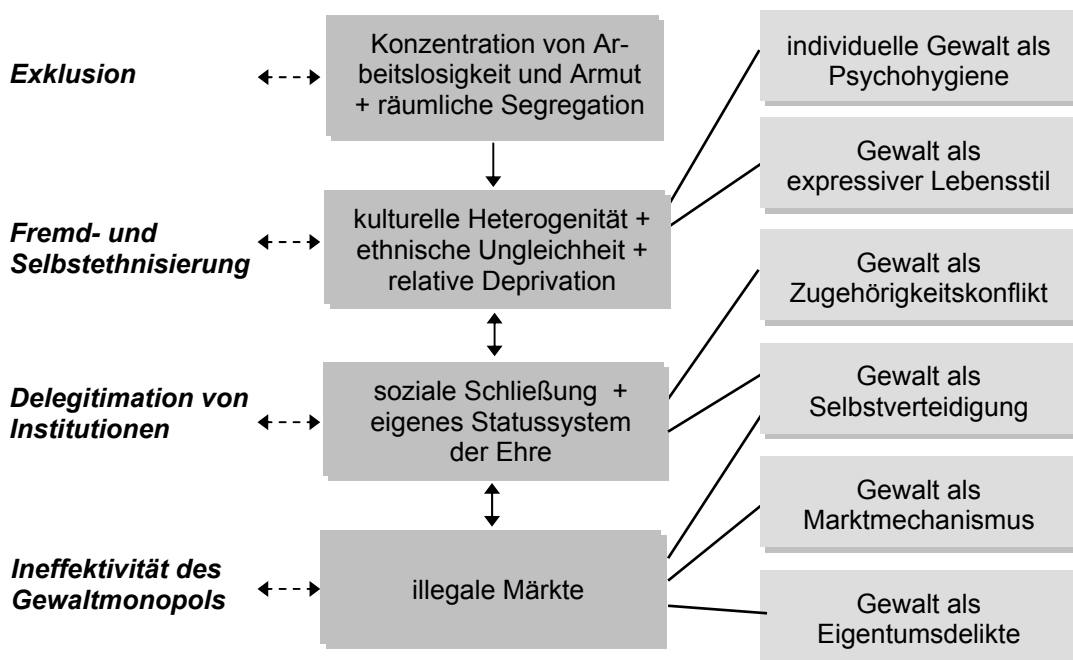 Exklusion
Konzentration von Ar-
beitslosigkeit und Armut
+ räumliche Segregation
Fremd- und
Selbstethnisierung
kulturelle Heterogenität +
ethnische Ungleichheit +
relative Deprivation
Delegitimation von
Institutionen
soziale Schließung +
eigenes Statussystem
der Ehre
Ineffektivität des
Gewaltmonopols
illegale Märkte
individuelle Gewalt als
Psychohygiene
Gewalt als
expressiver Lebensstil
Gewalt als
Zugehörigkeitskonflikt
Gewalt als
Selbstverteidigung
Gewalt als
Marktmechanismus
Gewalt als
Eigentumsdelikte